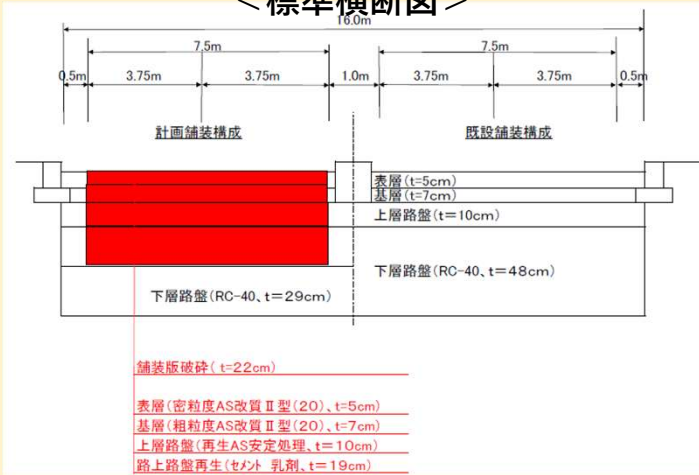 ＜標準横断図＞
16.0m
7.5m 7.5m
0.5m 3.75m 3.75m 1.0m 3.75m 3.75m 0.5m
計画舗装構成 既設舗装構成
表層(t=5cm)
基層(t=7cm)
上層路盤(t=10cm)
下層路盤(RC-40、t=48cm)
下層路盤(RC-40、t=29cm)
舗装版破砕( t=22cm)
表層(密粒度AS改質Ⅱ型(20)、t=5cm)
基層(粗粒度AS改質Ⅱ型(20)、t=7cm)
上層路盤(再生AS安定処理、t=10cm)
路上路盤再生(セメント 乳剤、t=19cm)